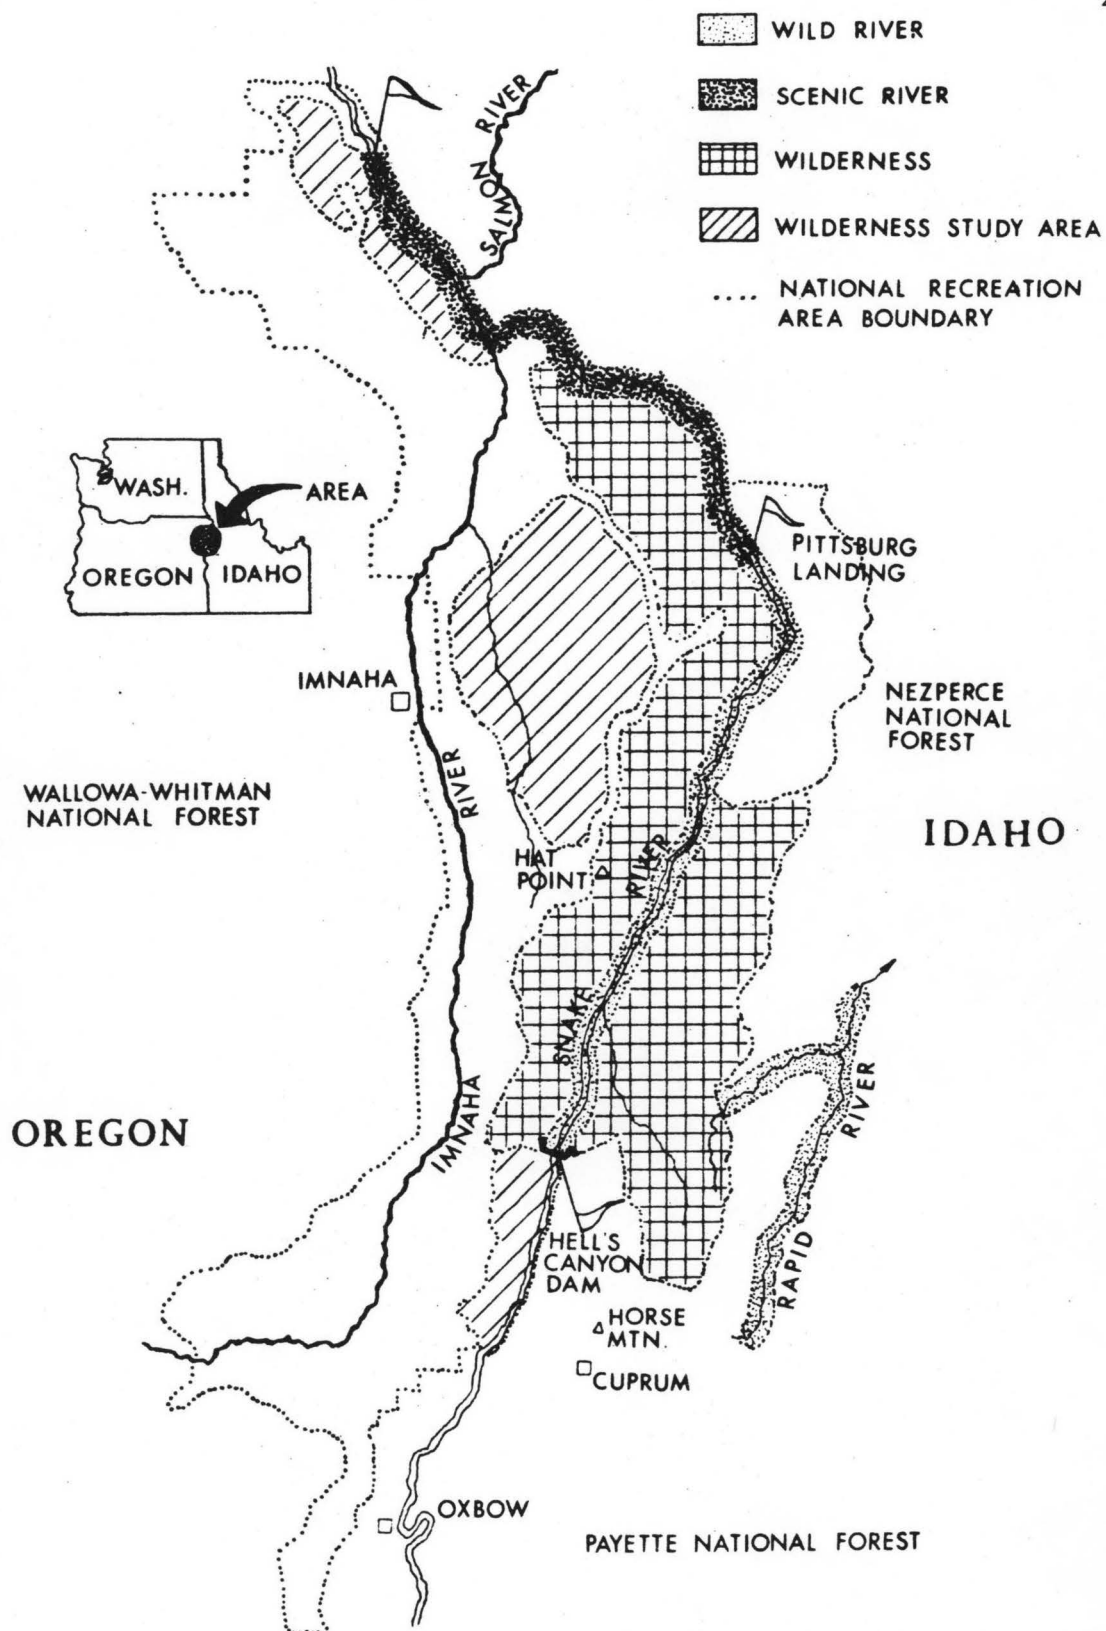 WILD RIVER
SCENIC RIVER
WILDERNESS
WILDERNESS STUDY AREA
NATIONAL RECREATION
AREA BOUNDARY
SALMON RIVER
WASH.
AREA
OREGON
IDAHO
PITTSBURG
LANDING
IMNAHA
NEZPERCE
NATIONAL
FOREST
WALLOWA-WHITMAN
NATIONAL FOREST
IDAHO
HAT
POINT
SNAKE RIVER
IMNAHA RIVER
OREGON
RAPID RIVER
HELL'S
CANYON
DAM
HORSE
MTN.
CUPRUM
OXBOW
PAYETTE NATIONAL FOREST